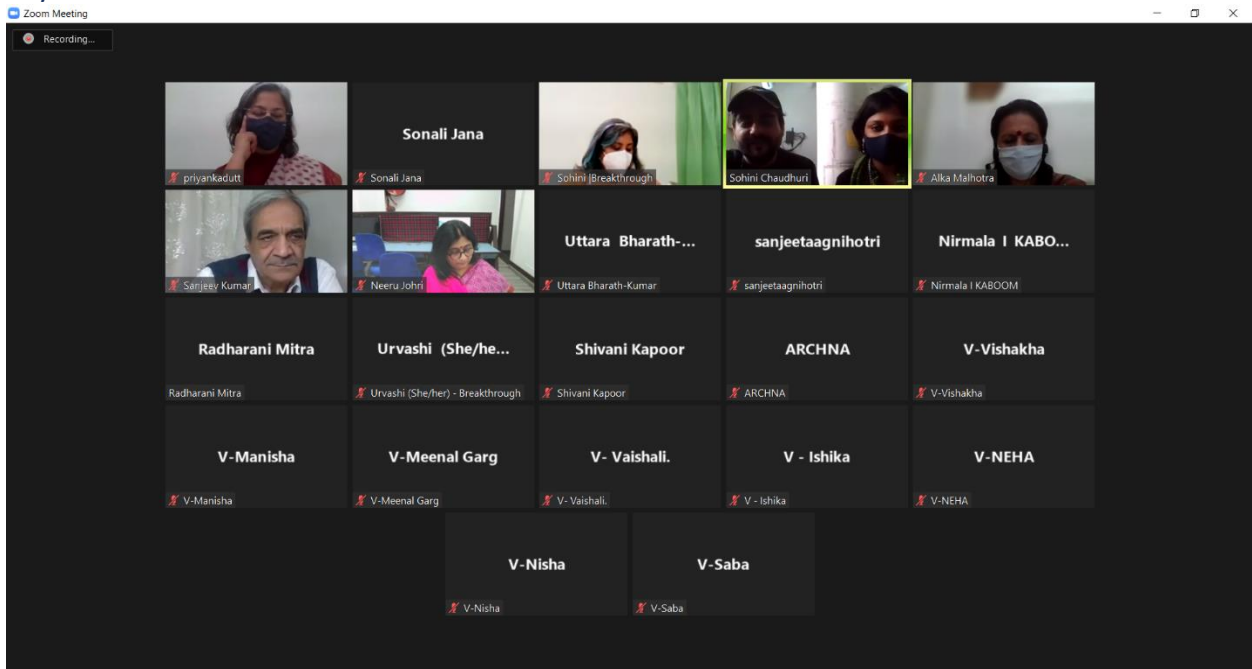 Zoom Meeting
Recording...
priyankadutt
Sonali Jana
Sonali Jana
Sohini |Breakthrough
Sohini Chaudhuri
Alka Malhotra
Sanjeev Kumar
Neeru Johri
Uttara Bharath-...
Uttara Bharath-Kumar
sanjeetaagnihotri
sanjeetaagnihotri
Nirmala I KABO...
Nirmala I KABOOM
Radharani Mitra
Radharani Mitra
Urvashi (She/he...
Urvashi (She/her) - Breakthrough
Shivani Kapoor
Shivani Kapoor
ARCHNA
ARCHNA
V-Vishakha
V-Vishakha
V-Manisha
V-Manisha
V-Meenal Garg
V-Meenal Garg
V- Vaishali.
V- Vaishali.
V - Ishika
V - Ishika
V-NEHA
V-NEHA
V-Nisha
V-Nisha
V-Saba
V-Saba